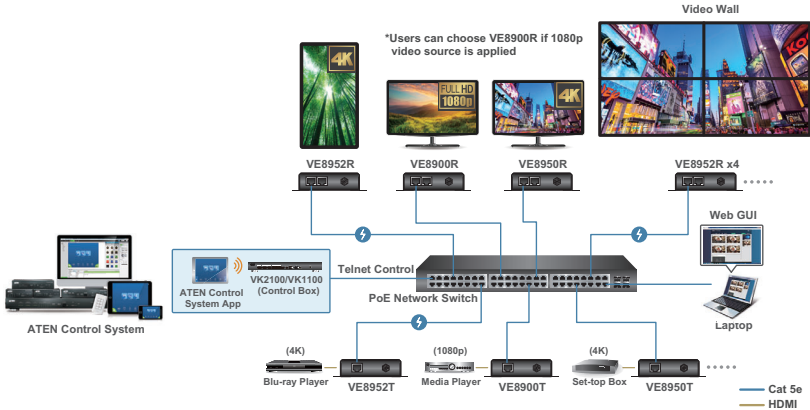 Video Wall
*Users can choose VE8900R if 1080p
video source is applied
4K
FULL HD
1080p
4K
VE8952R
VE8900R
VE8950R
VE8952R x4
Web GUI
Telnet Control
VK2100/VK1100
(Control Box)
ATEN Control
System App
PoE Network Switch
ATEN Control System
Laptop
(4K)
(1080p)
(4K)
Blu-ray Player
VE8952T
Media Player
VE8900T
Set-top Box
VE8950T
Cat 5e
HDMI